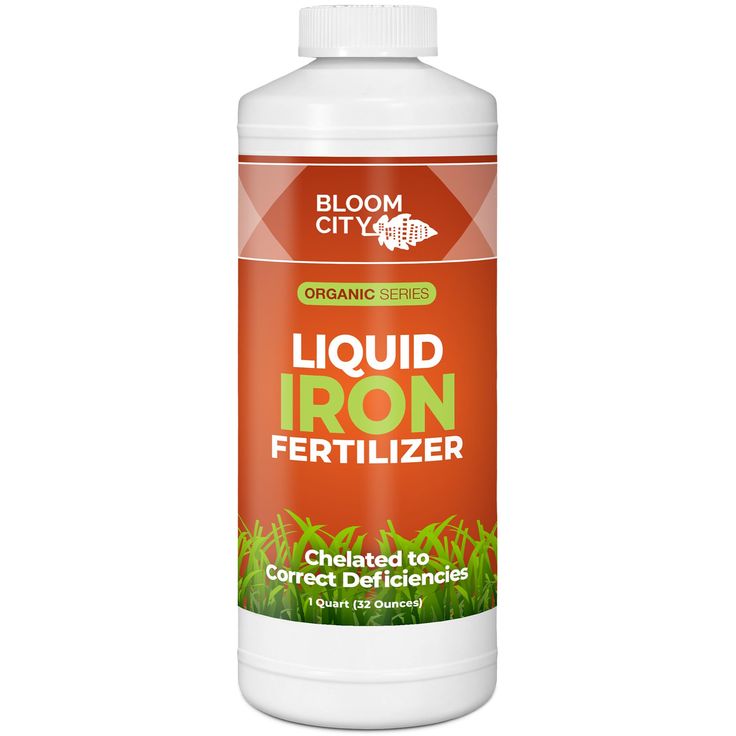 BLOOM
CITY
ORGANIC SERIES
LIQUID
IRON
FERTILIZER
Chelated to
Correct Deficiencies
1 Quart (32 Ounces)